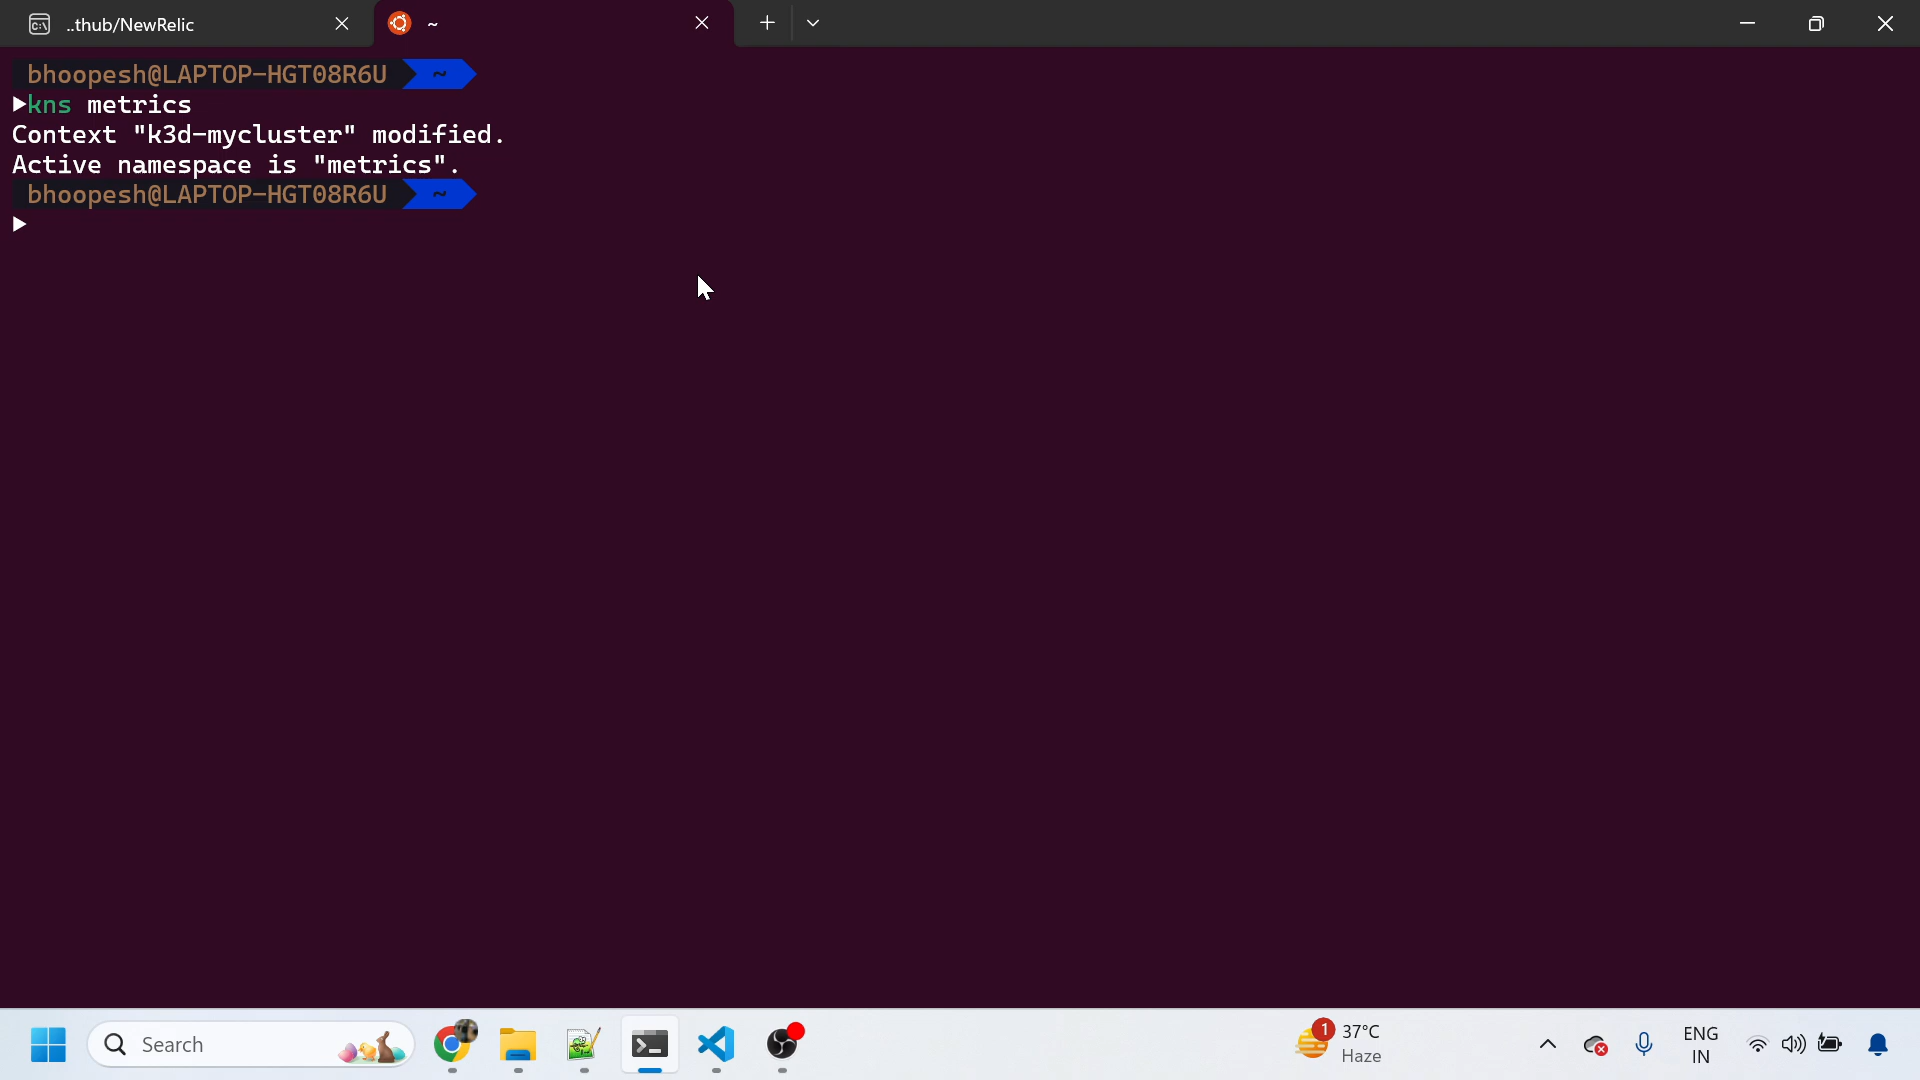 ..thub/NewRelic
~
bhoopesh@LAPTOP-HGT08R6U ~
▶kns metrics
Context "k3d-mycluster" modified.
Active namespace is "metrics".
bhoopesh@LAPTOP-HGT08R6U ~
▶
Search
1
37°C
Haze
ENG
IN